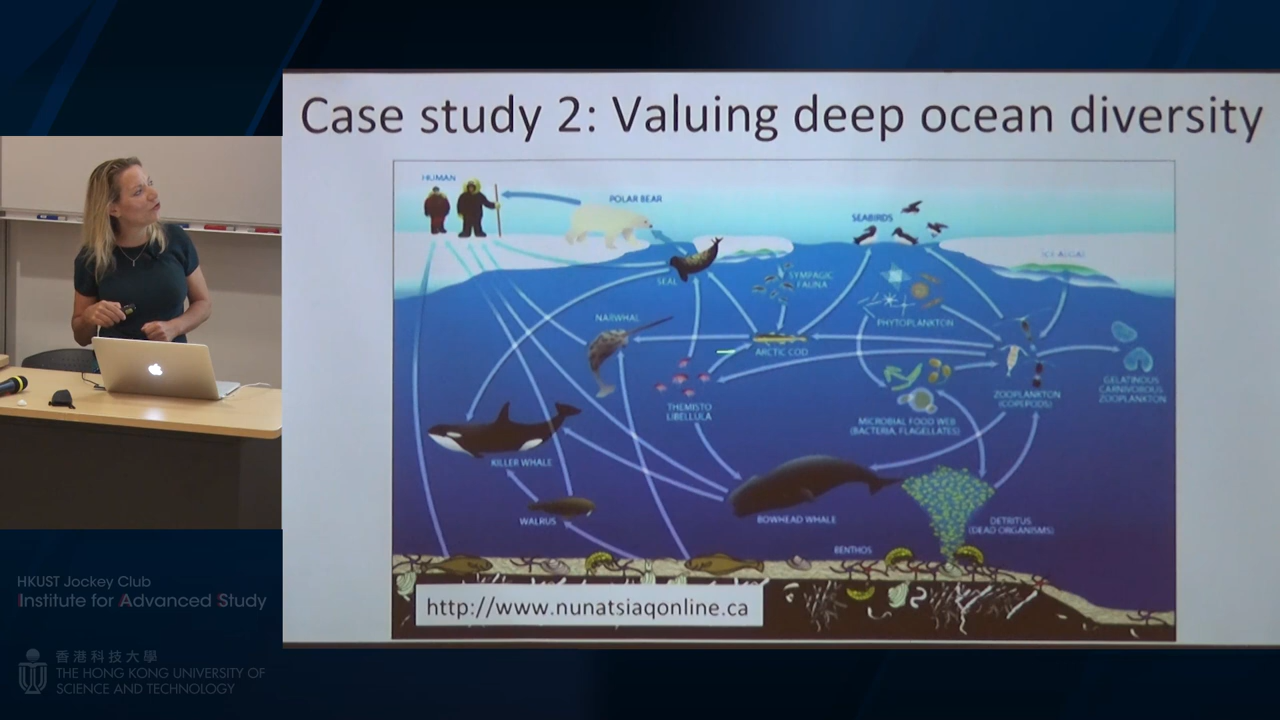 Case study 2: Valuing deep ocean diversity
HUMAN
POLAR BEAR
SEABIRDS
ICE ALGAE
SEAL
SYMPAGIC
FAUNA
NARWHAL
PHYTOPLANKTON
ARCTIC COD
GELATINOUS
CARNIVOROUS
ZOOPLANKTON
ZOOPLANKTON
(COPEPODS)
THEMISTO
LIBELLULA
MICROBIAL FOOD WEB
(BACTERIA, FLAGELLATES)
KILLER WHALE
WALRUS
BOWHEAD WHALE
DETRITUS
(DEAD ORGANISMS)
BENTHOS
http://www.nunatsiaqonline.ca
HKUST Jockey Club
Institute for Advanced Study
香港科技大學
THE HONG KONG UNIVERSITY OF
SCIENCE AND TECHNOLOGY